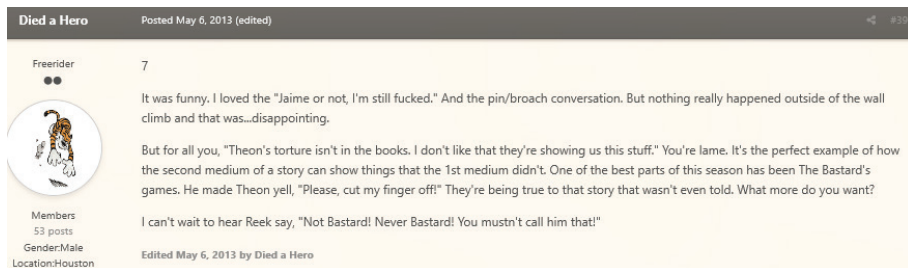 Died a Hero
Posted May 6, 2013 (edited)
#39
Freerider
7
It was funny. I loved the "Jaime or not, I'm still fucked." And the pin/broach conversation. But nothing really happened outside of the wall
climb and that was...disappointing.
But for all you, "Theon's torture isn't in the books. I don't like that they're showing us this stuff." You're lame. It's the perfect example of how
the second medium of a story can show things that the 1st medium didn't. One of the best parts of this season has been The Bastard's
games. He made Theon yell, "Please, cut my finger off!" They're being true to that story that wasn't even told. What more do you want?
I can't wait to hear Reek say, "Not Bastard! Never Bastard! You mustn't call him that!"
Edited May 6, 2013 by Died a Hero
Members
53 posts
Gender:Male
Location:Houston